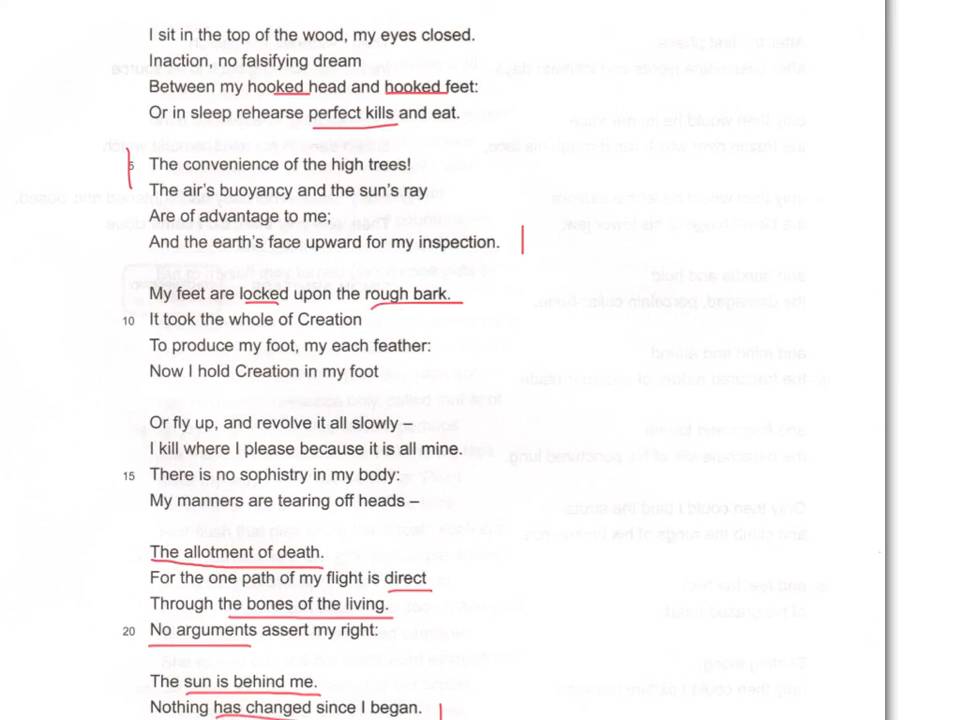 I sit in the top of the wood, my eyes closed.
Inaction, no falsifying dream
Between my hooked head and hooked feet:
Or in sleep rehearse perfect kills and eat.
5 The convenience of the high trees!
The air's buoyancy and the sun's ray
Are of advantage to me;
And the earth's face upward for my inspection.
My feet are locked upon the rough bark.
10 It took the whole of Creation
To produce my foot, my each feather:
Now I hold Creation in my foot
Or fly up, and revolve it all slowly –
I kill where I please because it is all mine.
15 There is no sophistry in my body:
My manners are tearing off heads –
The allotment of death.
For the one path of my flight is direct
Through the bones of the living.
20 No arguments assert my right:
The sun is behind me.
Nothing has changed since I began.